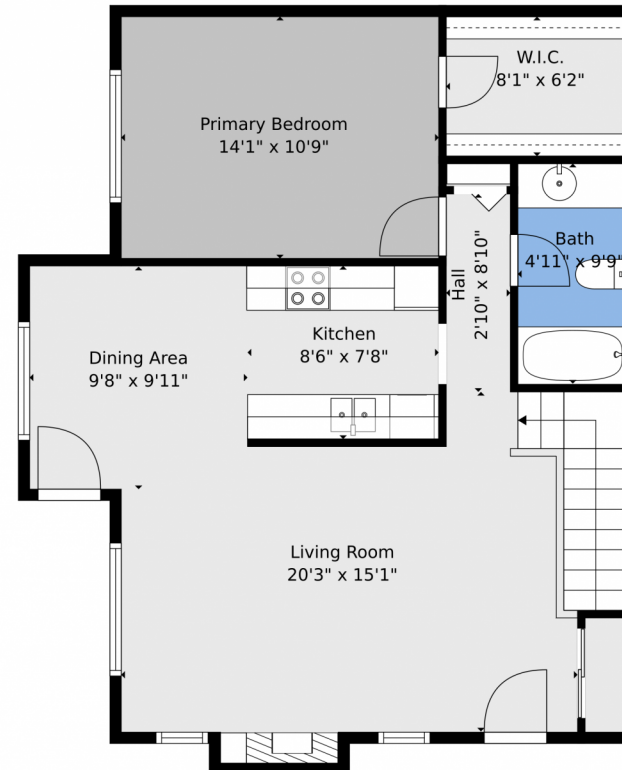 W.I.C.
8'1" x 6'2"
Primary Bedroom
14'1" x 10'9"
Bath
4'11" x 9'9"
Hall
2'10" x 8'10"
Kitchen
8'6" x 7'8"
Dining Area
9'8" x 9'11"
Living Room
20'3" x 15'1"